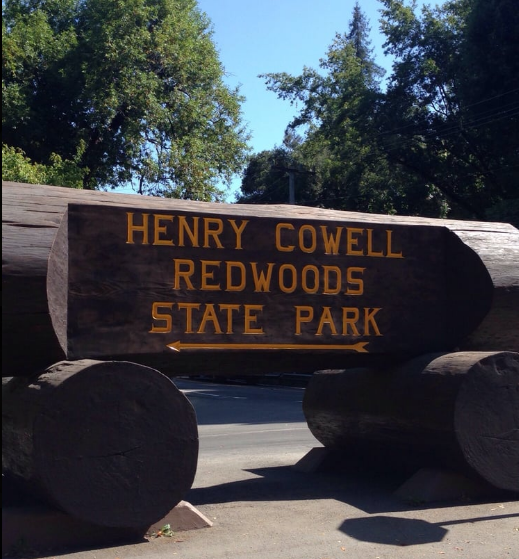 HENRY COWELL
REDWOODS
STATE PARK